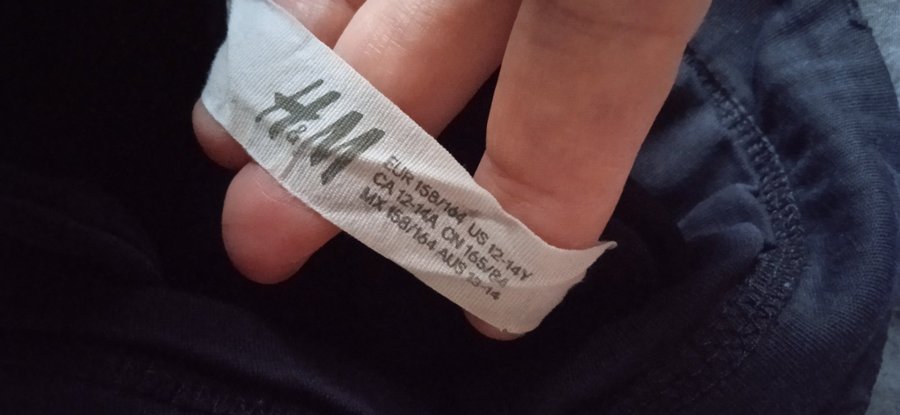 H&M
EUR 158/164 US 12-14Y
CA 12-14A CN 165/84
MX 158/164 AUS 13-14